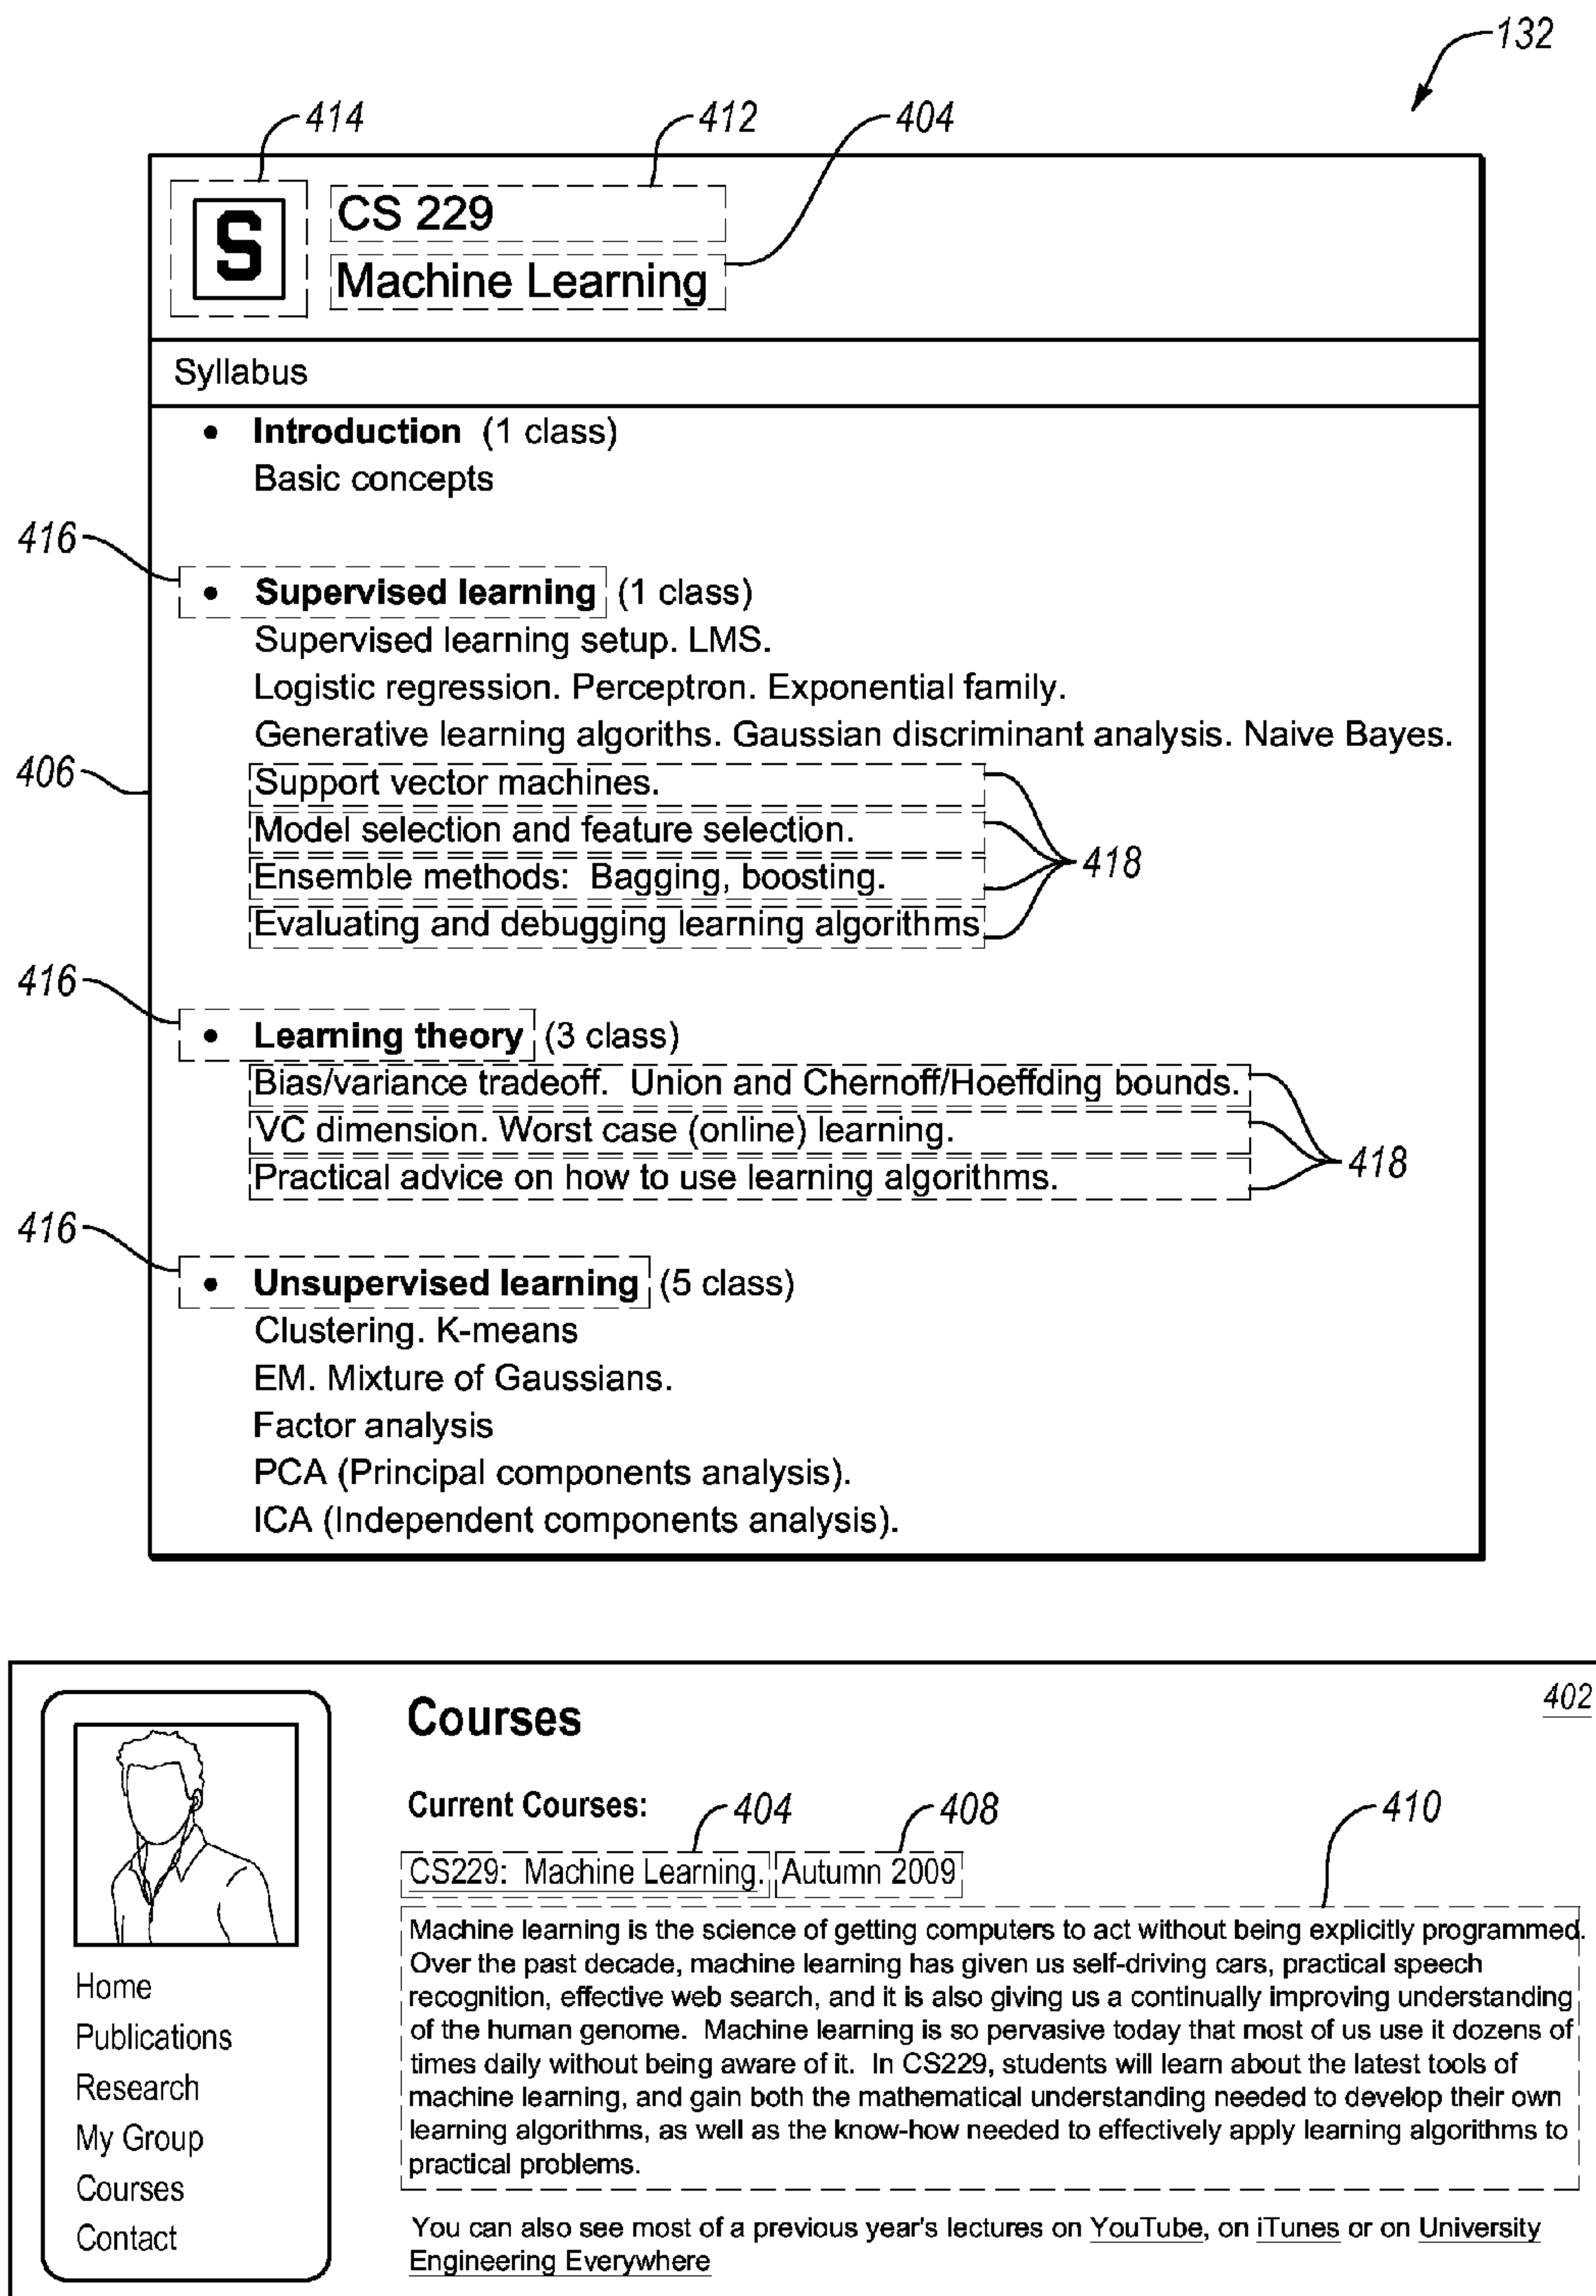 132
414
412
404
S
CS 229
Machine Learning
Syllabus
• Introduction (1 class)
Basic concepts
416
• Supervised learning (1 class)
Supervised learning setup. LMS.
Logistic regression. Perceptron. Exponential family.
Generative learning algoriths. Gaussian discriminant analysis. Naive Bayes.
406
Support vector machines.
Model selection and feature selection.
Ensemble methods: Bagging, boosting.
418
Evaluating and debugging learning algorithms
416
• Learning theory (3 class)
Bias/variance tradeoff. Union and Chernoff/Hoeffding bounds.
VC dimension. Worst case (online) learning.
Practical advice on how to use learning algorithms.
418
416
• Unsupervised learning (5 class)
Clustering. K-means
EM. Mixture of Gaussians.
Factor analysis
PCA (Principal components analysis).
ICA (Independent components analysis).
402
Home
Publications
Research
My Group
Courses
Contact
Courses
Current Courses:
404
408
410
CS229: Machine Learning. Autumn 2009
Machine learning is the science of getting computers to act without being explicitly programmed.
Over the past decade, machine learning has given us self-driving cars, practical speech
recognition, effective web search, and it is also giving us a continually improving understanding
of the human genome. Machine learning is so pervasive today that most of us use it dozens of
times daily without being aware of it. In CS229, students will learn about the latest tools of
machine learning, and gain both the mathematical understanding needed to develop their own
learning algorithms, as well as the know-how needed to effectively apply learning algorithms to
practical problems.
You can also see most of a previous year's lectures on YouTube, on iTunes or on University
Engineering Everywhere